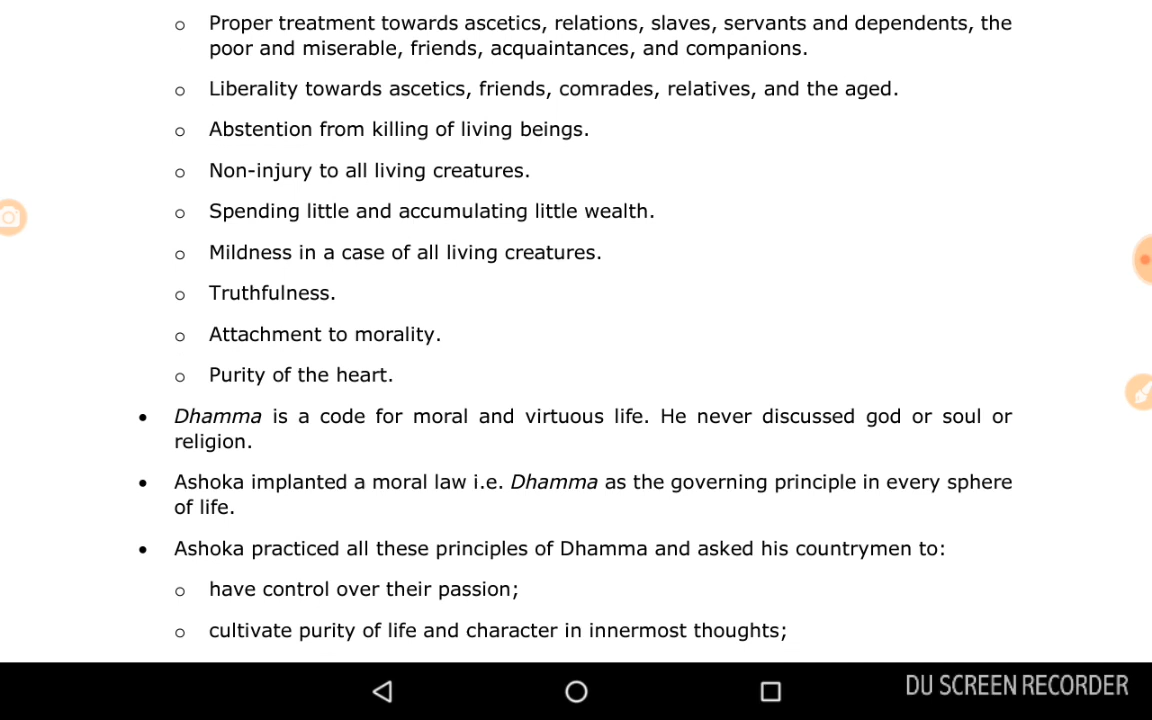 o Proper treatment towards ascetics, relations, slaves, servants and dependents, the
poor and miserable, friends, acquaintances, and companions.
o Liberality towards ascetics, friends, comrades, relatives, and the aged.
o Abstention from killing of living beings.
o Non-injury to all living creatures.
o Spending little and accumulating little wealth.
o Mildness in a case of all living creatures.
o Truthfulness.
o Attachment to morality.
o Purity of the heart.
• Dhamma is a code for moral and virtuous life. He never discussed god or soul or
religion.
• Ashoka implanted a moral law i.e. Dhamma as the governing principle in every sphere
of life.
• Ashoka practiced all these principles of Dhamma and asked his countrymen to:
o have control over their passion;
o cultivate purity of life and character in innermost thoughts;
DU SCREEN RECORDER